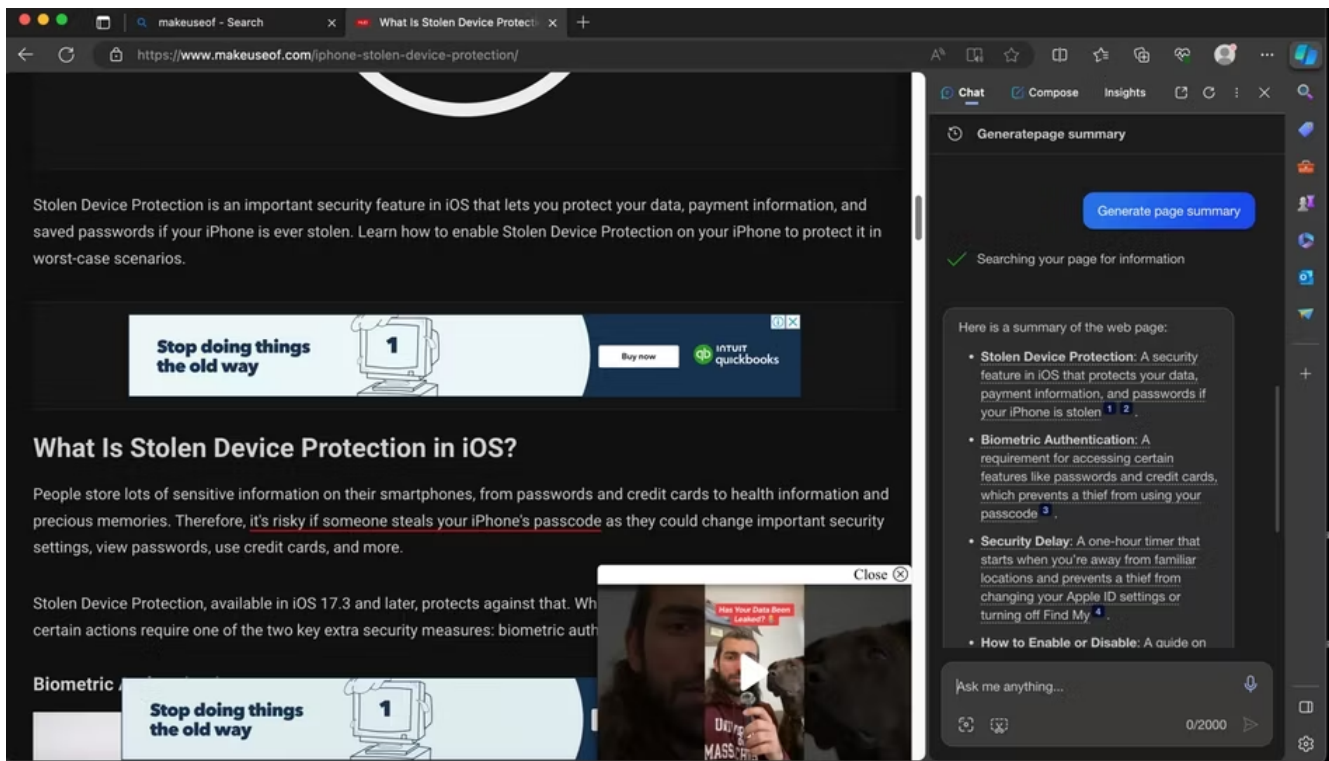 makeuseof - Search
What Is Stolen Device Protecti
https://www.makeuseof.com/iphone-stolen-device-protection/
Stolen Device Protection is an important security feature in iOS that lets you protect your data, payment information, and
saved passwords if your iPhone is ever stolen. Learn how to enable Stolen Device Protection on your iPhone to protect it in
worst-case scenarios.
Stop doing things
the old way
1
Buy now
qb INTUIT
quickbooks
What Is Stolen Device Protection in iOS?
People store lots of sensitive information on their smartphones, from passwords and credit cards to health information and
precious memories. Therefore, it's risky if someone steals your iPhone's passcode as they could change important security
settings, view passwords, use credit cards, and more.
Stolen Device Protection, available in iOS 17.3 and later, protects against that. Wh
certain actions require one of the two key extra security measures: biometric auth
Biometric
Stop doing things
the old way
1
Close
Has Your Data Been
Leaked?
MASSACH
Chat Compose Insights
Generatepage summary
Generate page summary
Searching your page for information
Here is a summary of the web page:
• Stolen Device Protection: A security
feature in iOS that protects your data,
payment information, and passwords if
your iPhone is stolen 1 2 .
• Biometric Authentication: A
requirement for accessing certain
features like passwords and credit cards,
which prevents a thief from using your
passcode 3 .
• Security Delay: A one-hour timer that
starts when you're away from familiar
locations and prevents a thief from
changing your Apple ID settings or
turning off Find My 4 .
• How to Enable or Disable: A guide on
Ask me anything...
0/2000